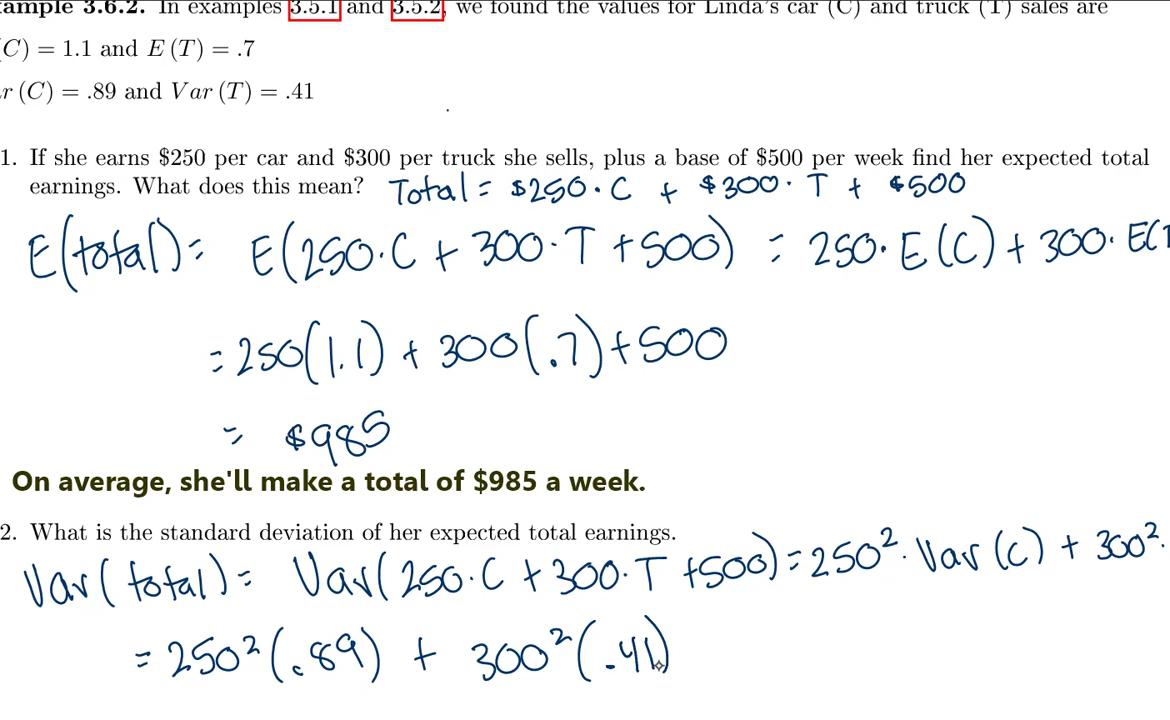 ample 3.6.2. In examples 3.5.1 and 3.5.2, we found the values for Linda's car (C) and truck (T) sales are
C) = 1.1 and E (T) = .7
r (C) = .89 and Var (T) = .41
1. If she earns $250 per car and $300 per truck she sells, plus a base of $500 per week find her expected total
earnings. What does this mean? Total = $250 · C + $300 · T + $500
E(total) = E(250·C + 300·T + 500) = 250·E(C) + 300·E(T
= 250(1.1) + 300(.7) + 500
= $985
On average, she'll make a total of $985 a week.
2. What is the standard deviation of her expected total earnings.
Var(total) = Var(250·C + 300·T + 500) = 250²·Var(C) + 300²·
= 250²(.89) + 300²(.41)